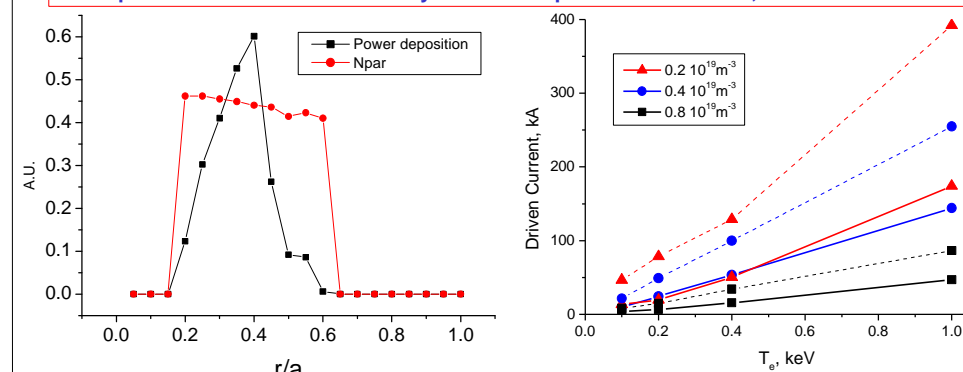 Power deposition
Npar
0.6
0.5
0.4
0.3
0.2
0.1
0.0
A.U.
0.0 0.2 0.4 0.6 0.8 1.0
r/a
400
300
200
100
50
0
Driven Current, kA
0.2 10¹⁹m⁻³
0.4 10¹⁹m⁻³
0.8 10¹⁹m⁻³
0.0 0.2 0.4 0.6 0.8 1.0
Tₑ, keV